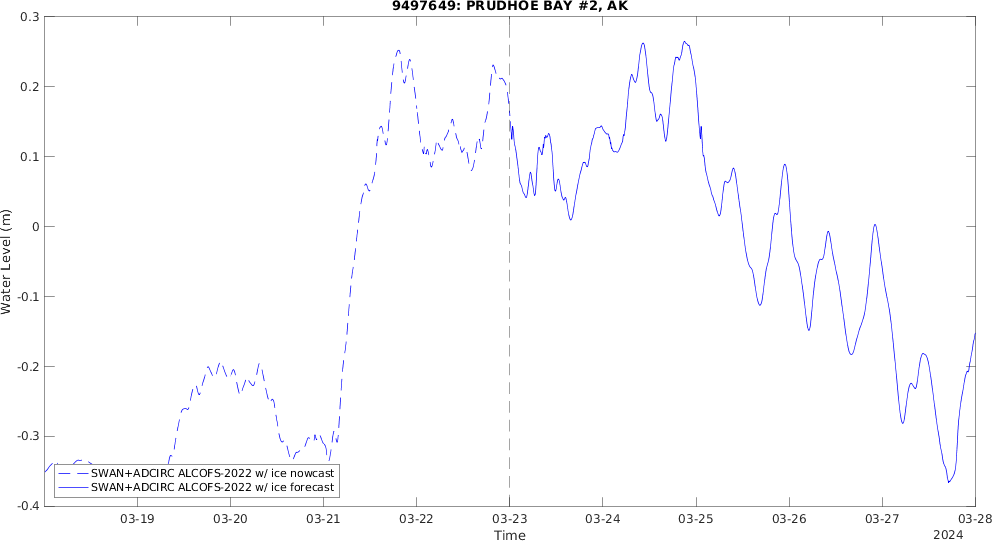 9497649: PRUDHOE BAY #2, AK
0.3
0.2
0.1
0
-0.1
-0.2
-0.3
-0.4
Water Level (m)
SWAN+ADCIRC ALCOFS-2022 w/ ice nowcast
SWAN+ADCIRC ALCOFS-2022 w/ ice forecast
03-19 03-20 03-21 03-22 03-23 03-24 03-25 03-26 03-27 03-28
Time
2024